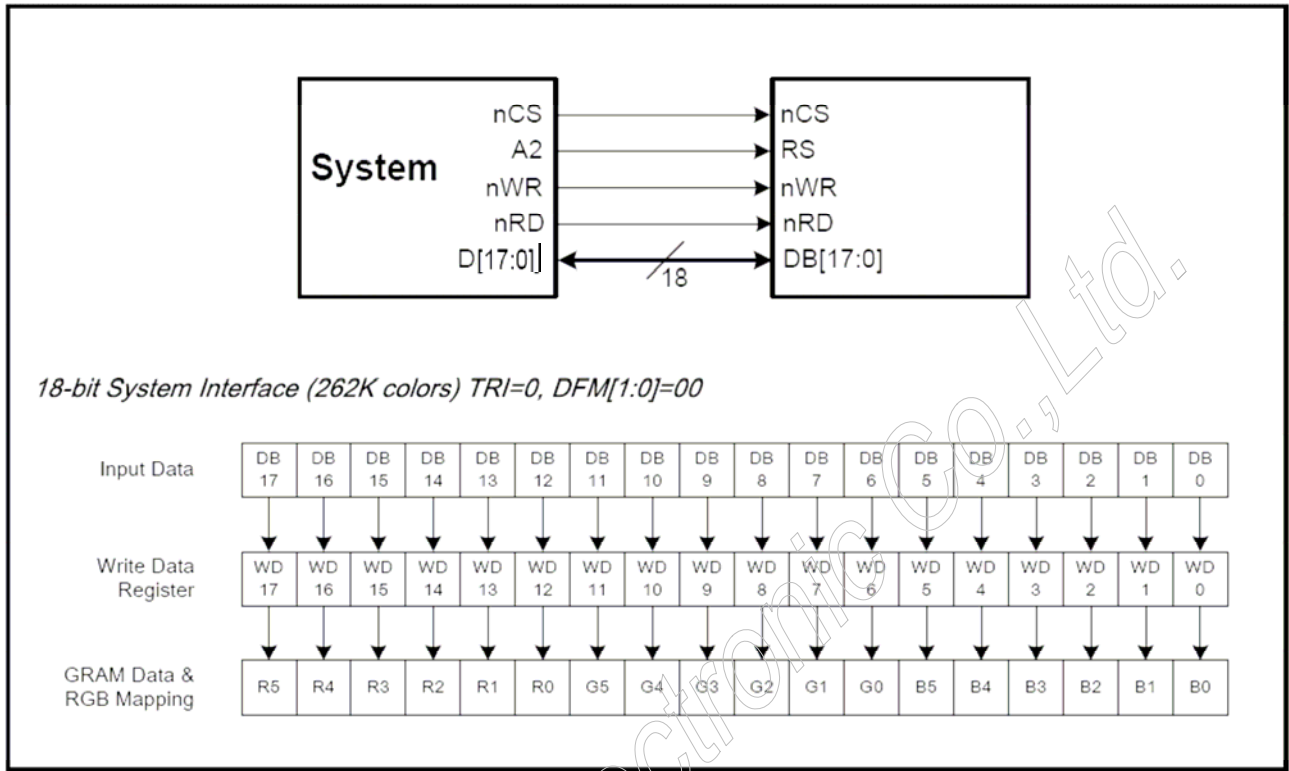 System
nCS
A2
nWR
nRD
D[17:0]
18
nCS
RS
nWR
nRD
DB[17:0]
18-bit System Interface (262K colors) TRI=0, DFM[1:0]=00
Input Data
DB 17 DB 16 DB 15 DB 14 DB 13 DB 12 DB 11 DB 10 DB 9 DB 8 DB 7 DB 6 DB 5 DB 4 DB 3 DB 2 DB 1 DB 0
Write Data
Register
WD 17 WD 16 WD 15 WD 14 WD 13 WD 12 WD 11 WD 10 WD 9 WD 8 WD 7 WD 6 WD 5 WD 4 WD 3 WD 2 WD 1 WD 0
GRAM Data &
RGB Mapping
R5 R4 R3 R2 R1 R0 G5 G4 G3 G2 G1 G0 B5 B4 B3 B2 B1 B0
ctronic Co.,Ltd.